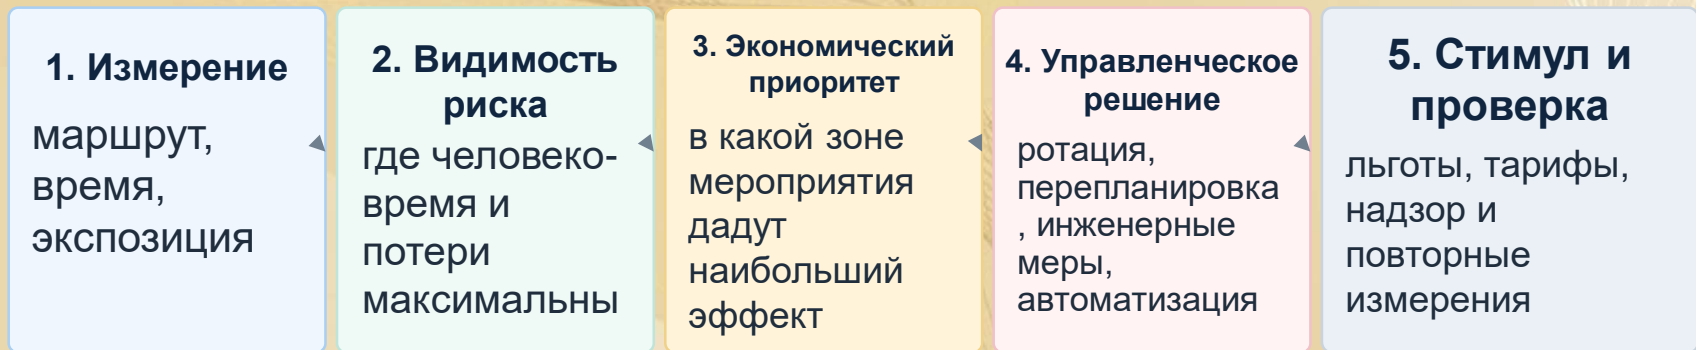 1. Измерение
маршрут,
время,
экспозиция
2. Видимость
риска
где человеко-
время и
потери
максимальны
3. Экономический
приоритет
в какой зоне
мероприятия
дадут
наибольший
эффект
4. Управленческое
решение
ротация,
перепланировка
, инженерные
меры,
автоматизация
5. Стимул и
проверка
льготы, тарифы,
надзор и
повторные
измерения